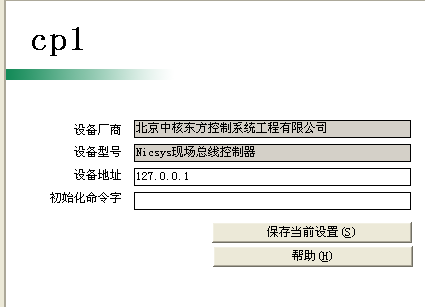 cp1
设备厂商 北京中核东方控制系统工程有限公司
设备型号 Nicsys现场总线控制器
设备地址 127.0.0.1
初始化命令字
保存当前设置(S)
帮助(H)